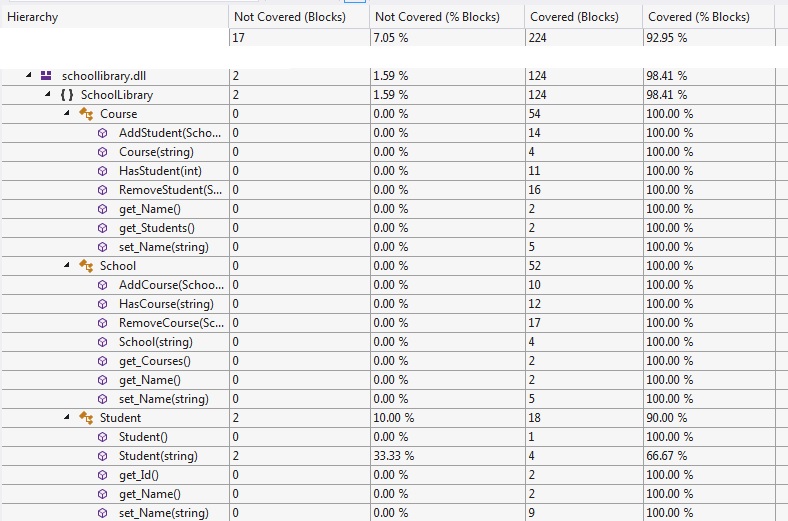 Hierarchy Not Covered (Blocks) Not Covered (% Blocks) Covered (Blocks) Covered (% Blocks)
17 7.05 % 224 92.95 %
schoollibrary.dll 2 1.59 % 124 98.41 %
{ } SchoolLibrary 2 1.59 % 124 98.41 %
Course 0 0.00 % 54 100.00 %
AddStudent(Scho... 0 0.00 % 14 100.00 %
Course(string) 0 0.00 % 4 100.00 %
HasStudent(int) 0 0.00 % 11 100.00 %
RemoveStudent(S... 0 0.00 % 16 100.00 %
get_Name() 0 0.00 % 2 100.00 %
get_Students() 0 0.00 % 2 100.00 %
set_Name(string) 0 0.00 % 5 100.00 %
School 0 0.00 % 52 100.00 %
AddCourse(Schoo... 0 0.00 % 10 100.00 %
HasCourse(string) 0 0.00 % 12 100.00 %
RemoveCourse(Sc... 0 0.00 % 17 100.00 %
School(string) 0 0.00 % 4 100.00 %
get_Courses() 0 0.00 % 2 100.00 %
get_Name() 0 0.00 % 2 100.00 %
set_Name(string) 0 0.00 % 5 100.00 %
Student 2 10.00 % 18 90.00 %
Student() 0 0.00 % 1 100.00 %
Student(string) 2 33.33 % 4 66.67 %
get_Id() 0 0.00 % 2 100.00 %
get_Name() 0 0.00 % 2 100.00 %
set_Name(string) 0 0.00 % 9 100.00 %